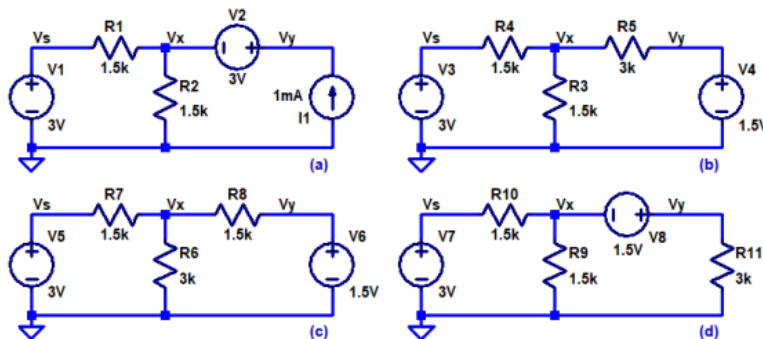 Vs R1 Vx V2 Vy
V1 1.5k R2 3V 1mA
3V 1.5k I1
(a)
Vs R4 Vx R5 Vy
V3 1.5k R3 3k V4
3V 1.5k 1.5V
(b)
Vs R7 Vx R8 Vy
V5 1.5k R6 1.5k V6
3V 3k 1.5V
(c)
Vs R10 Vx Vy
V7 1.5k R9 1.5V V8 R11
3V 1.5k 3k
(d)